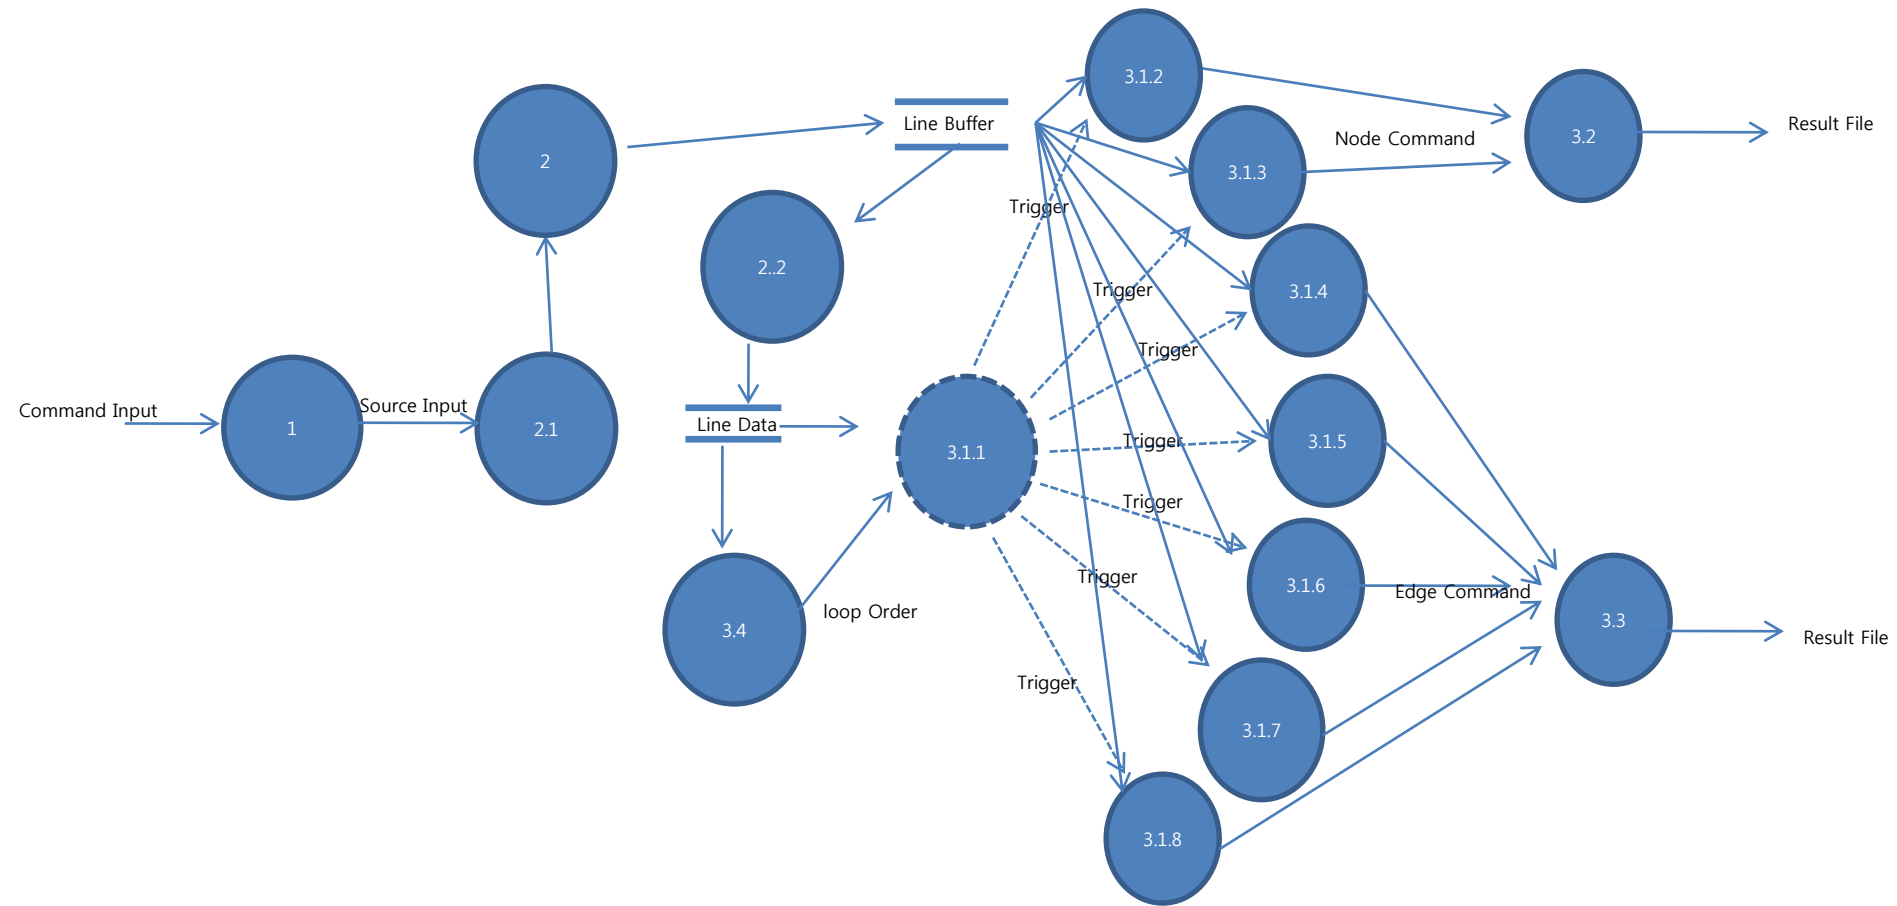 3.1.2
Line Buffer
Result File
3.2
Node Command
2
3.1.3
Trigger
2..2
Trigger
3.1.4
Trigger
Command Input
Source Input
1
2.1
Line Data
3.1.1
Trigger
3.1.5
Trigger
Trigger
3.1.6
Edge Command
loop Order
3.4
3.3
Result File
Trigger
3.1.7
3.1.8